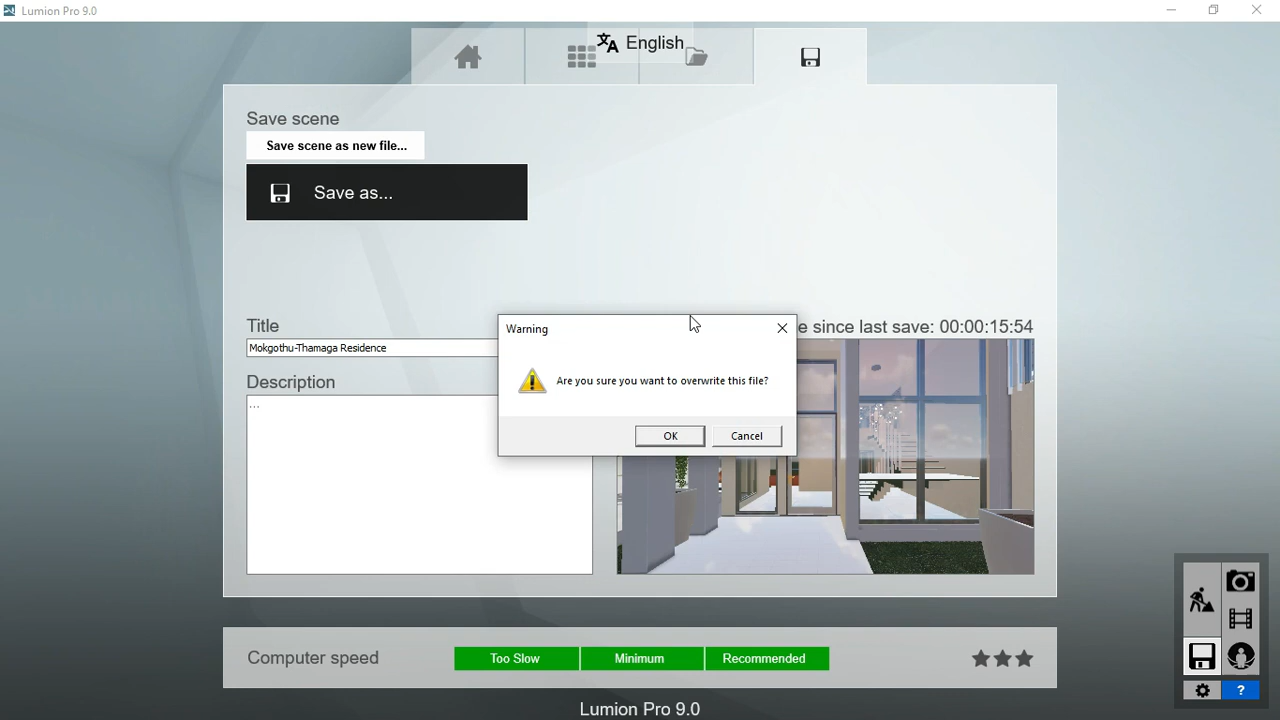 Lumion Pro 9.0
English
Save scene
Save scene as new file...
Save as...
Title
e since last save: 00:00:15:54
Mokgothu-Thamaga Residence
Warning
Are you sure you want to overwrite this file?
OK
Cancel
Description
...
Computer speed
Too Slow
Minimum
Recommended
?
Lumion Pro 9.0